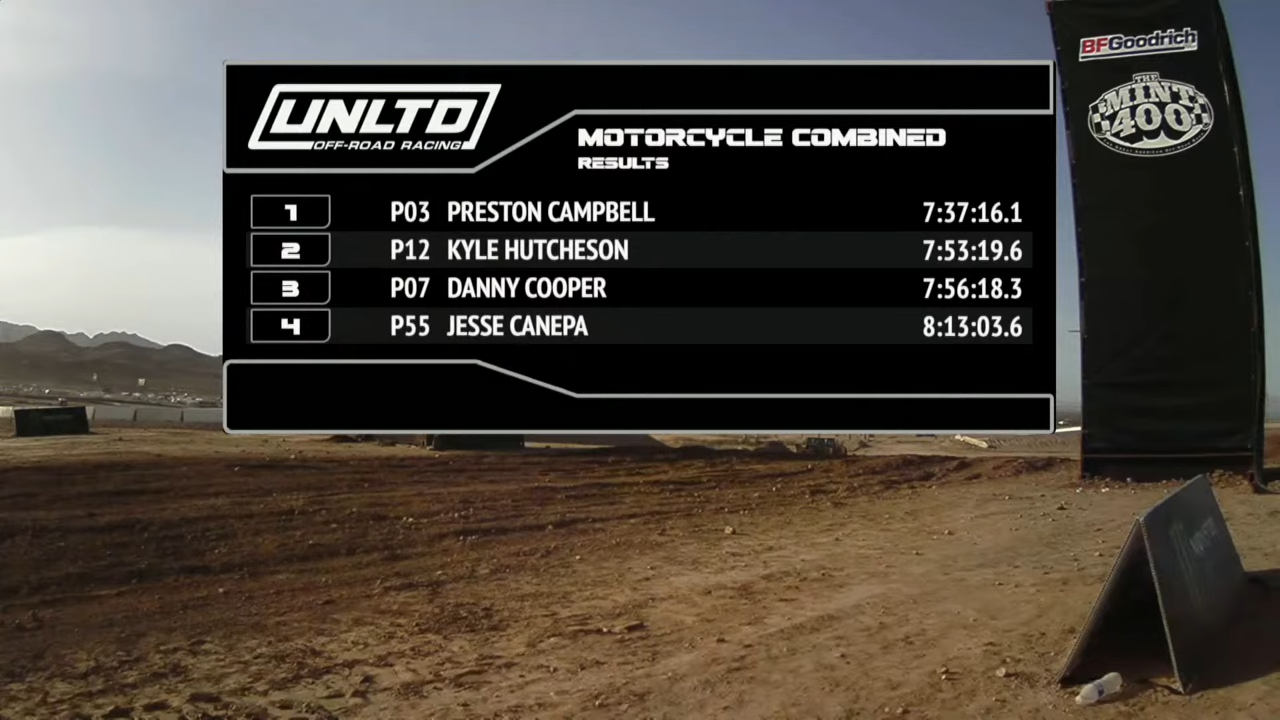 UNLTD
OFF-ROAD RACING
MOTORCYCLE COMBINED
RESULTS
1 P03 PRESTON CAMPBELL 7:37:16.1
2 P12 KYLE HUTCHESON 7:53:19.6
3 P07 DANNY COOPER 7:56:18.3
4 P55 JESSE CANEPA 8:13:03.6
BFGoodrich
THE
MINT
400